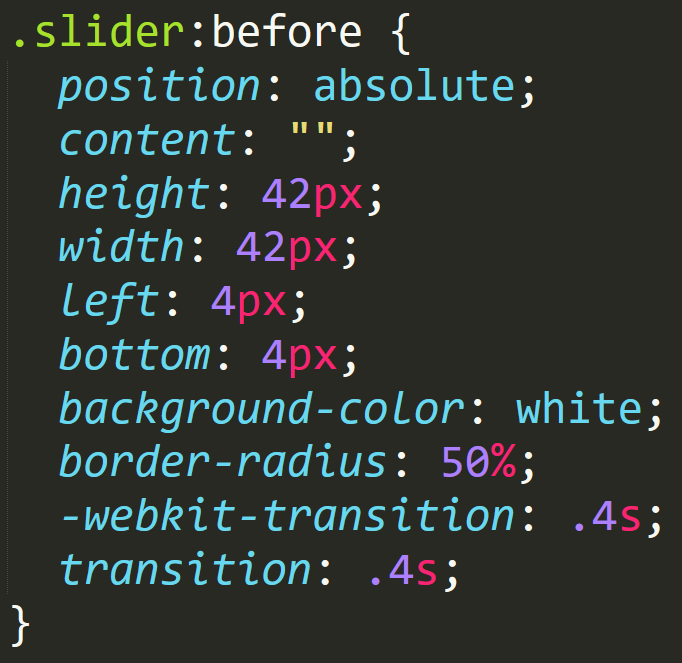 .slider:before {
position: absolute;
content: "";
height: 42px;
width: 42px;
left: 4px;
bottom: 4px;
background-color: white;
border-radius: 50%;
-webkit-transition: .4s;
transition: .4s;
}